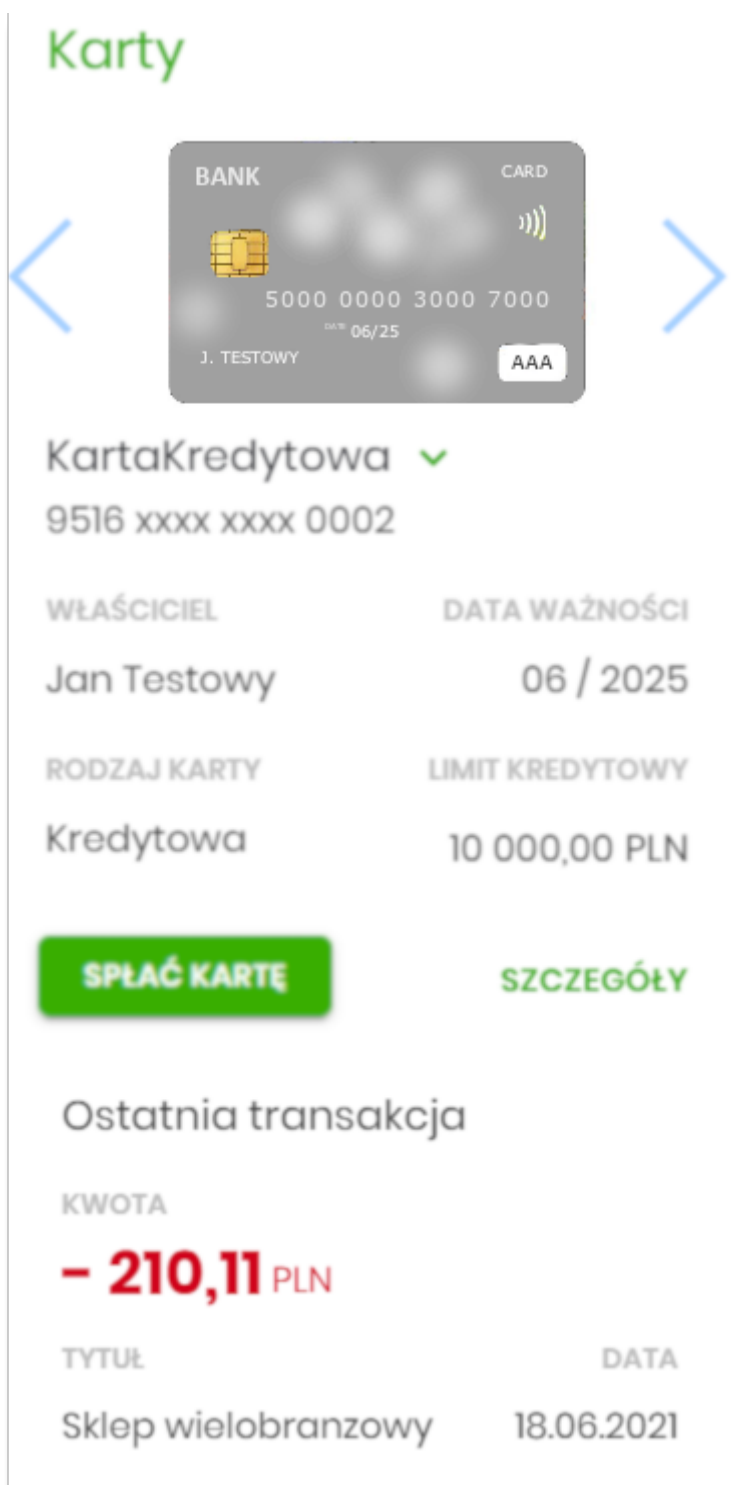 Karty
BANK CARD
5000 0000 3000 7000
DATE 06/25
J. TESTOWY AAA
KartaKredytowa
9516 xxxx xxxx 0002
WŁAŚCICIEL DATA WAŻNOŚCI
Jan Testowy 06 / 2025
RODZAJ KARTY LIMIT KREDYTOWY
Kredytowa 10 000,00 PLN
SPŁAĆ KARTĘ SZCZEGÓŁY
Ostatnia transakcja
KWOTA
- 210,11 PLN
TYTUŁ DATA
Sklep wielobranzowy 18.06.2021